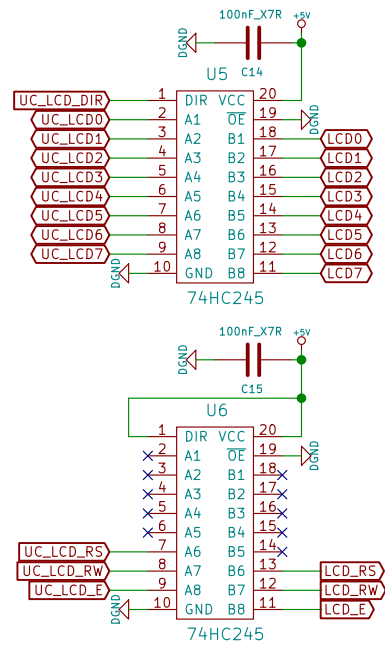 100nF_X7R +5V
DGND
C14
U5
UC_LCD_DIR 1 DIR VCC 20
UC_LCD0 2 A1 OE 19 DGND
UC_LCD1 3 A2 B1 18 LCD0
UC_LCD2 4 A3 B2 17 LCD1
UC_LCD3 5 A4 B3 16 LCD2
UC_LCD4 6 A5 B4 15 LCD3
UC_LCD5 7 A6 B5 14 LCD4
UC_LCD6 8 A7 B6 13 LCD5
UC_LCD7 9 A8 B7 12 LCD6
DGND 10 GND B8 11 LCD7
74HC245
100nF_X7R +5V
DGND
C15
U6
1 DIR VCC 20
2 A1 OE 19 DGND
3 A2 B1 18
4 A3 B2 17
5 A4 B3 16
6 A5 B4 15
UC_LCD_RS 7 A6 B5 14
UC_LCD_RW 8 A7 B6 13 LCD_RS
UC_LCD_E 9 A8 B7 12 LCD_RW
DGND 10 GND B8 11 LCD_E
74HC245